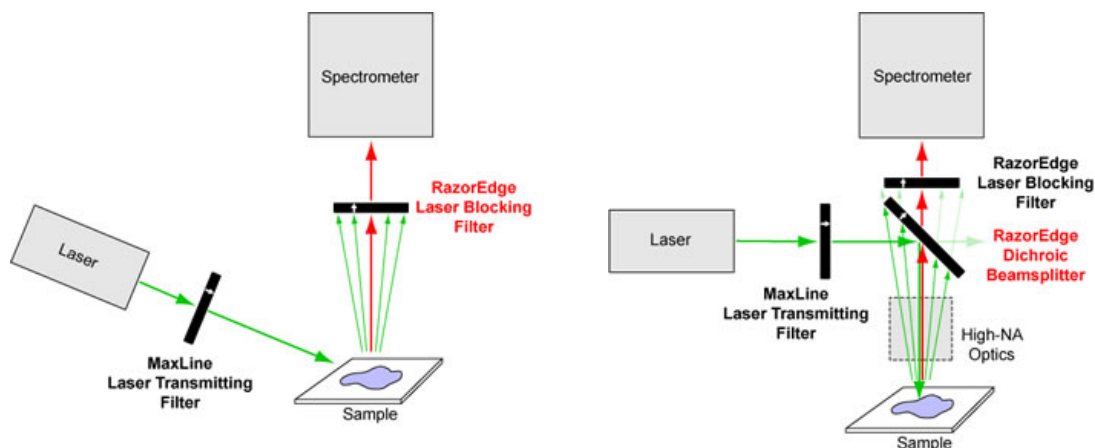 Spectrometer
RazorEdge
Laser Blocking
Filter
Laser
MaxLine
Laser Transmitting
Filter
Sample
Spectrometer
RazorEdge
Laser Blocking
Filter
Laser
RazorEdge
Dichroic
Beamsplitter
MaxLine
Laser Transmitting
Filter
High-NA
Optics
Sample